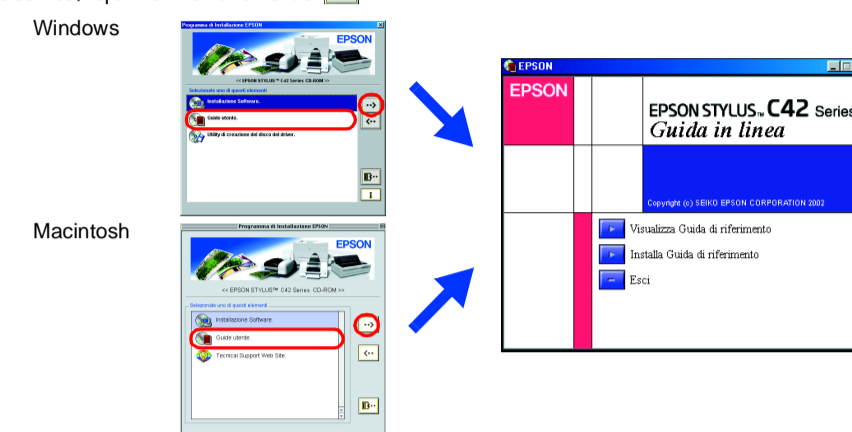 Windows
Programma di Installazione EPSON
EPSON
<< EPSON STYLUS™ C42 Series CD-ROM >>
Selezionate uno di questi elementi
Installazione Software.
Guide utente.
Utility di creazione del disco del driver.
1
Macintosh
Programma di Installazione EPSON
EPSON
<< EPSON STYLUS™ C42 Series CD-ROM >>
Selezionate uno di questi elementi
Installazione Software.
Guide utente.
Tecnical Support Web Site.
EPSON
EPSON
EPSON STYLUS™ C42 Series
Guida in linea
Copyright (c) SEIKO EPSON CORPORATION 2002
Visualizza Guida di riferimento
Installa Guida di riferimento
Esci